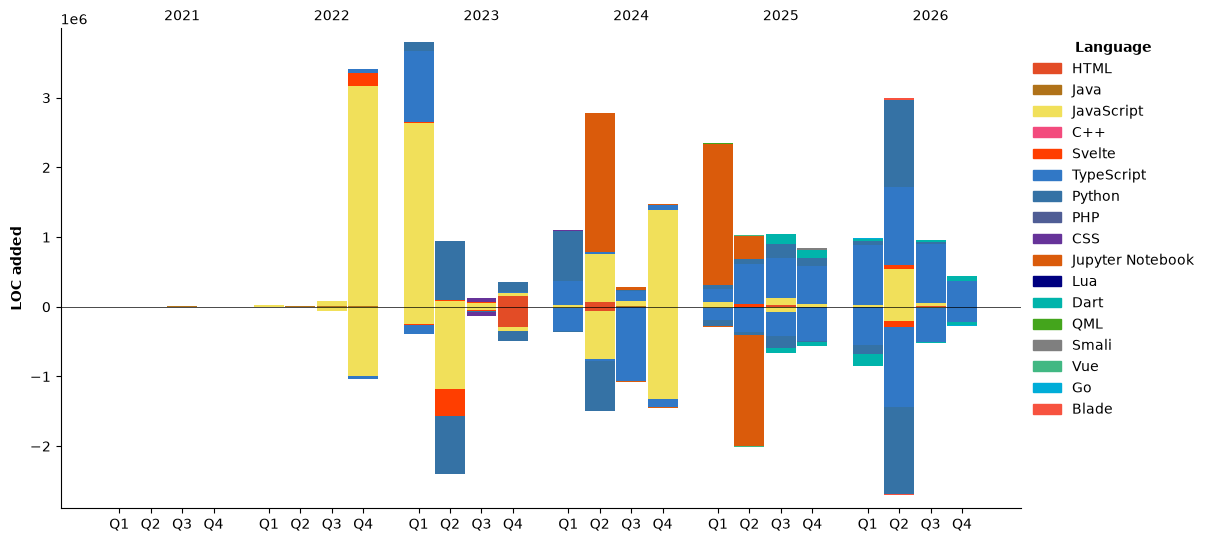 1e6
2021 2022 2023 2024 2025 2026
LOC added
3
2
1
0
−1
−2
Q1 Q2 Q3 Q4 Q1 Q2 Q3 Q4 Q1 Q2 Q3 Q4 Q1 Q2 Q3 Q4 Q1 Q2 Q3 Q4 Q1 Q2 Q3 Q4
Language
HTML
Java
JavaScript
C++
Svelte
TypeScript
Python
PHP
CSS
Jupyter Notebook
Lua
Dart
QML
Smali
Vue
Go
Blade